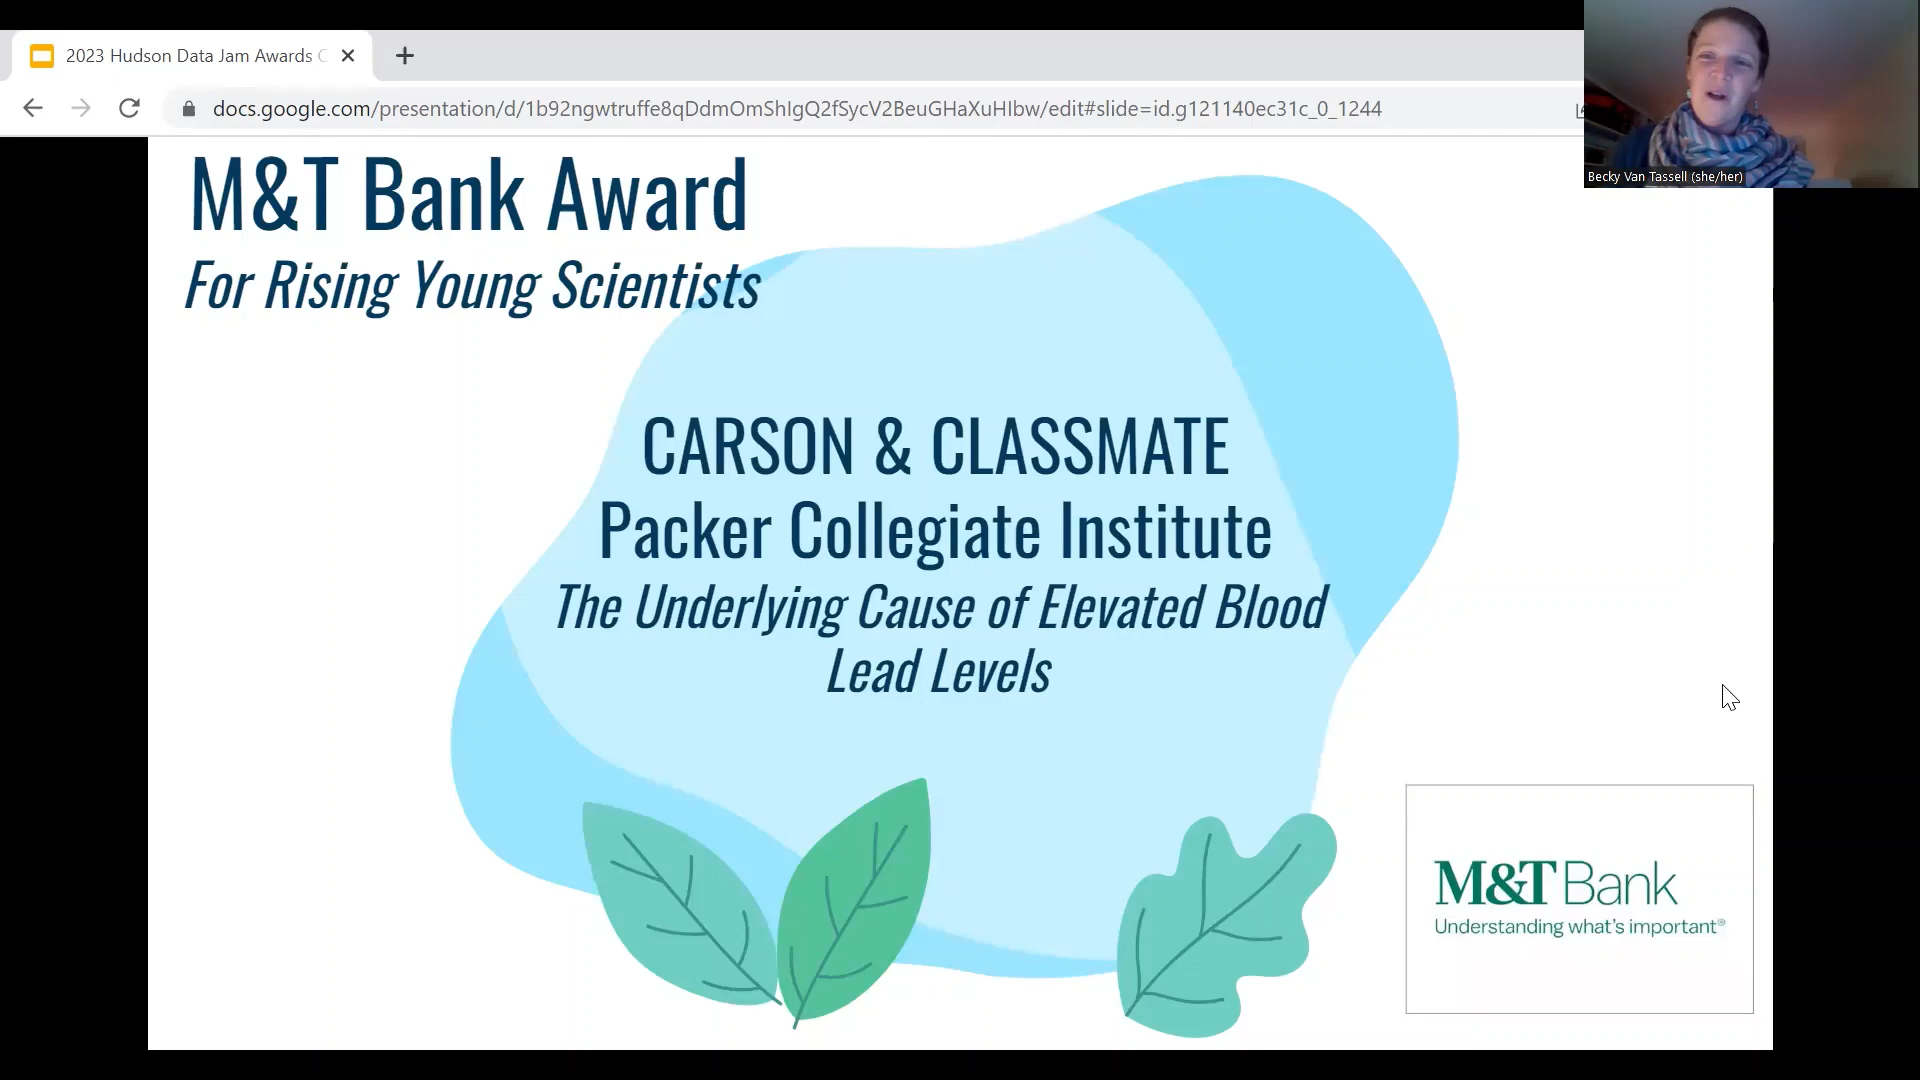 2023 Hudson Data Jam Awards C
docs.google.com/presentation/d/1b92ngwtruffe8qDdmOmShIgQ2fSycV2BeuGHaXuHIbw/edit#slide=id.g121140ec31c_0_1244
Becky Van Tassell (she/her)
M&T Bank Award
For Rising Young Scientists
CARSON & CLASSMATE
Packer Collegiate Institute
The Underlying Cause of Elevated Blood
Lead Levels
M&T Bank
Understanding what's important®